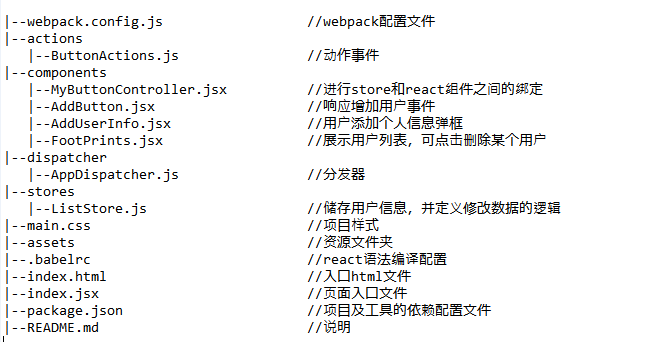 |--webpack.config.js //webpack配置文件
|--actions
|--ButtonActions.js //动作事件
|--components
|--MyButtonController.jsx //进行store和react组件之间的绑定
|--AddButton.jsx //响应增加用户事件
|--AddUserInfo.jsx //用户添加个人信息弹框
|--FootPrints.jsx //展示用户列表，可点击删除某个用户
|--dispatcher
|--AppDispatcher.js //分发器
|--stores
|--ListStore.js //储存用户信息，并定义修改数据的逻辑
|--main.css //项目样式
|--assets //资源文件夹
|--.babelrc //react语法编译配置
|--index.html //入口html文件
|--index.jsx //页面入口文件
|--package.json //项目及工具的依赖配置文件
|--README.md //说明